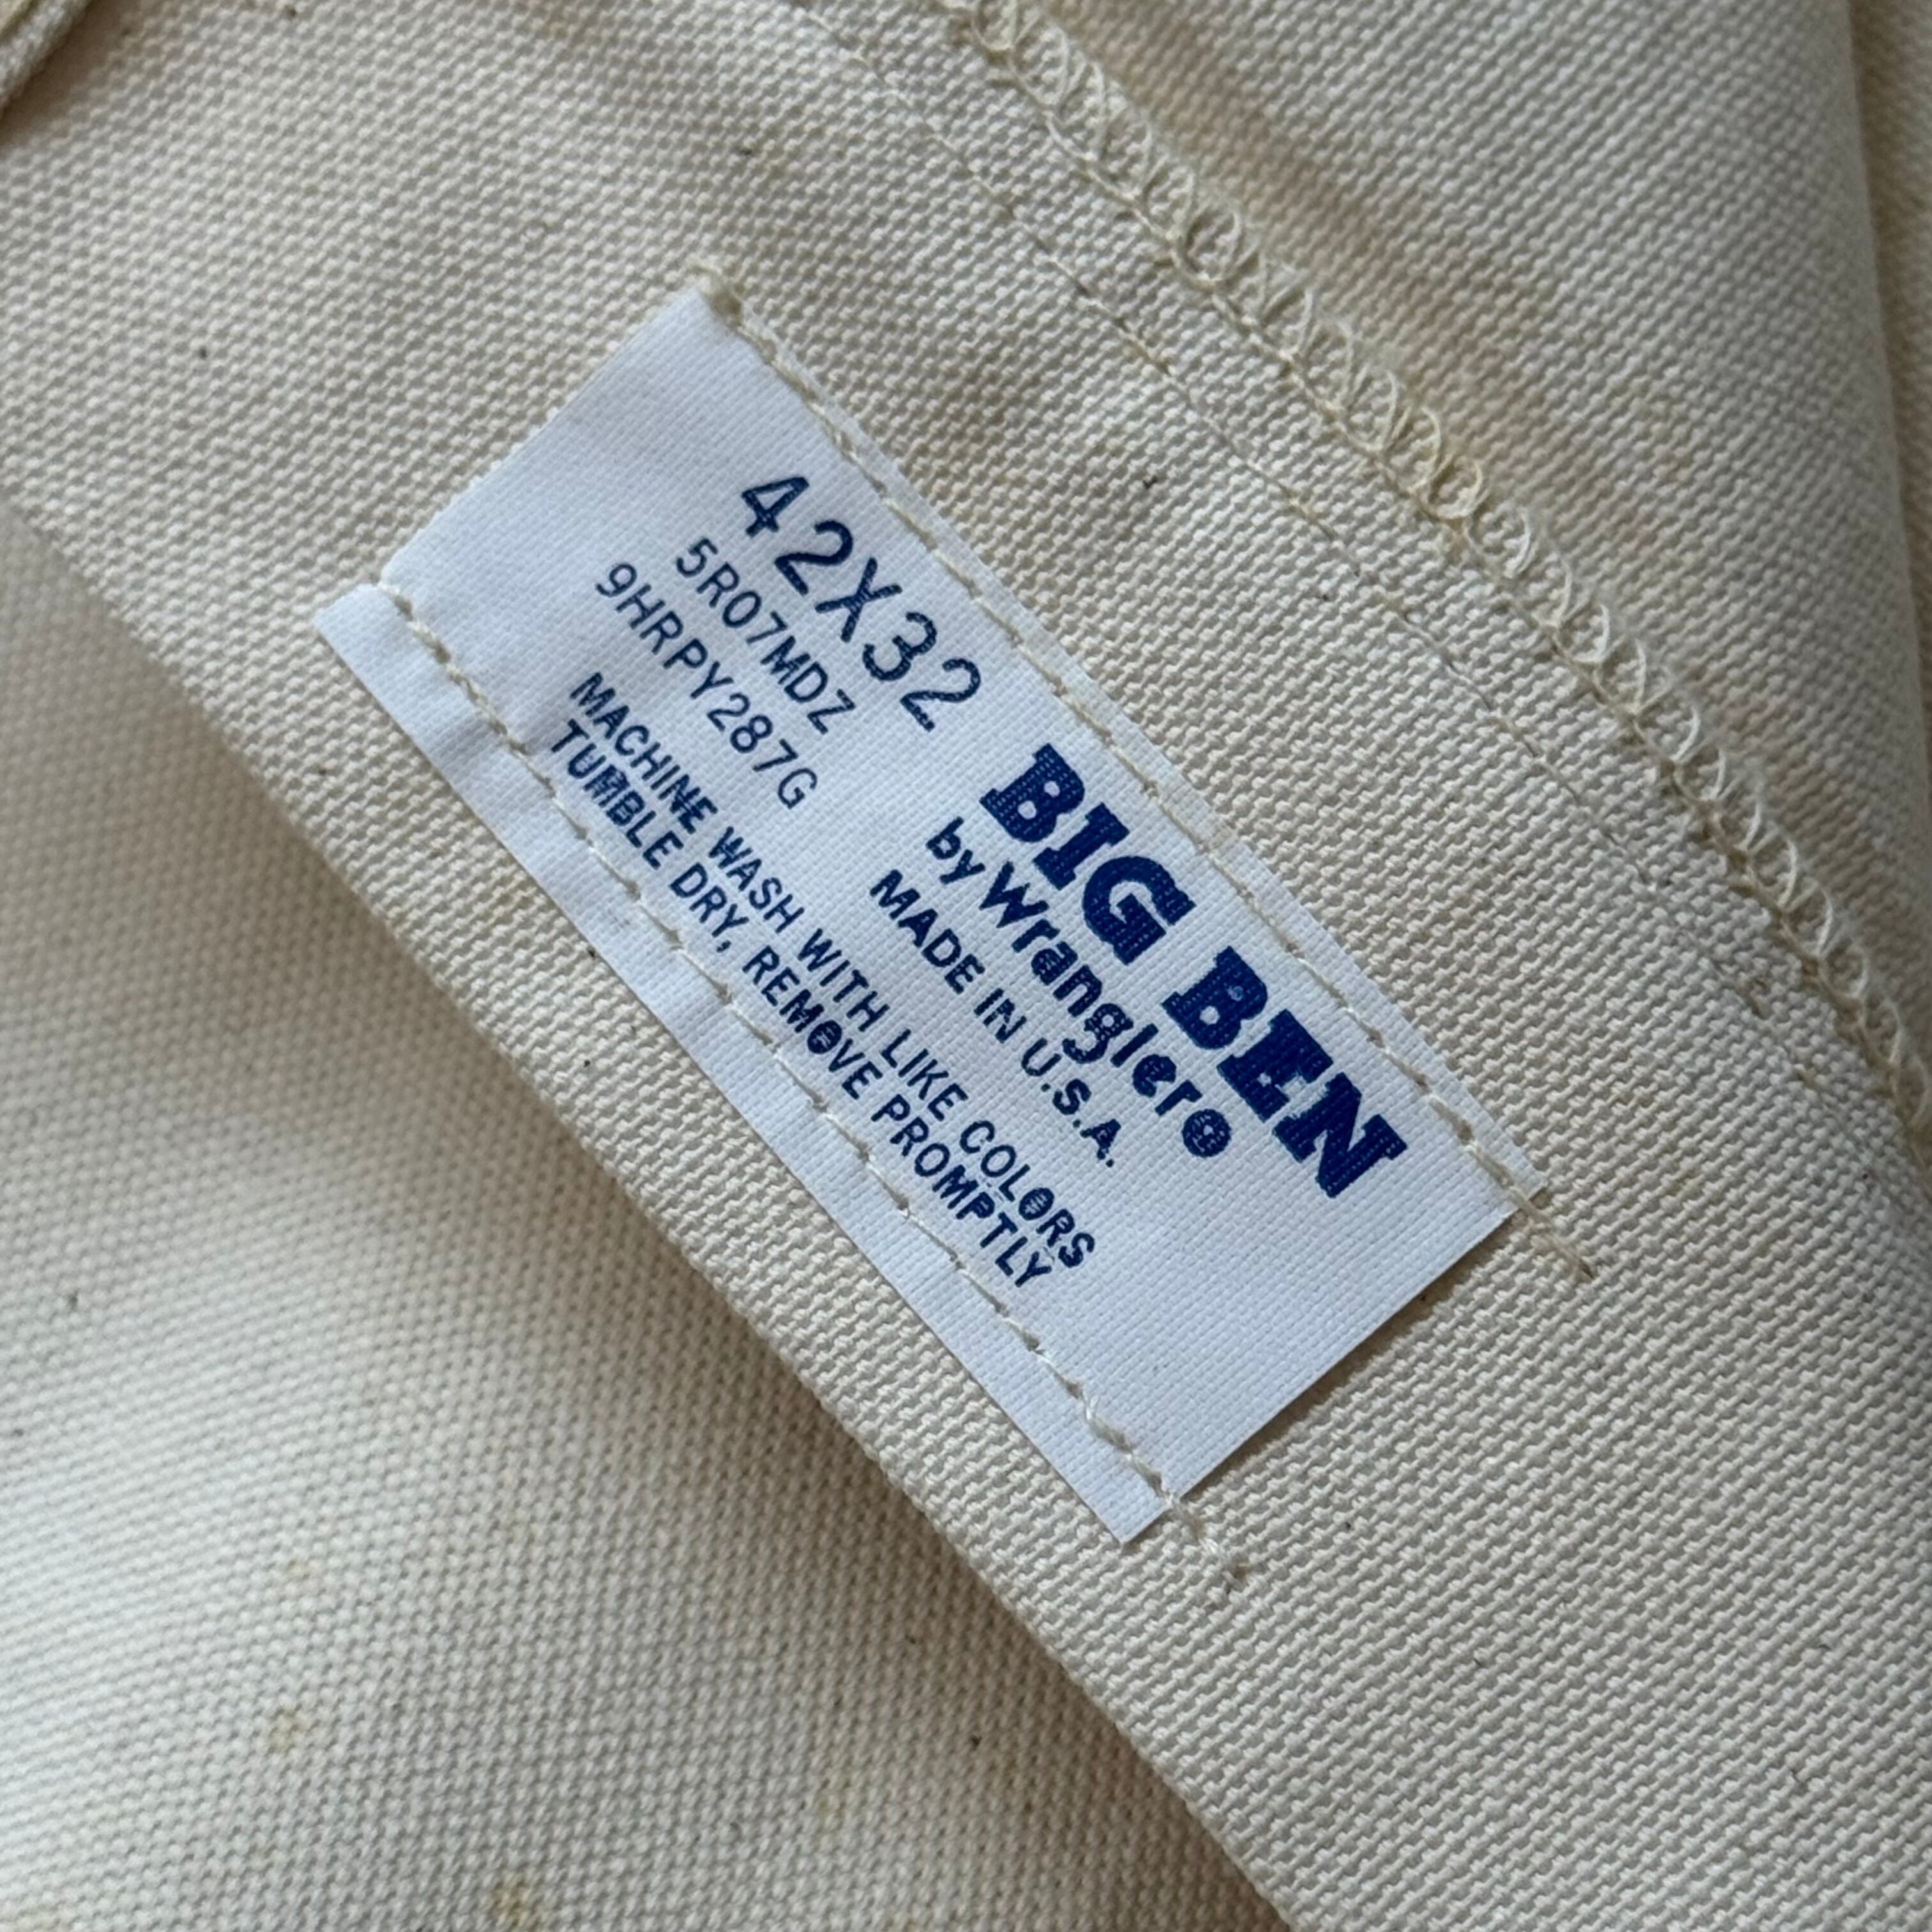 42X32
5R07MDZ
9HRPY287G
BIG BEN
by Wrangler®
MADE IN U.S.A.
MACHINE WASH WITH LIKE COLORS
TUMBLE DRY, REMOVE PROMPTLY